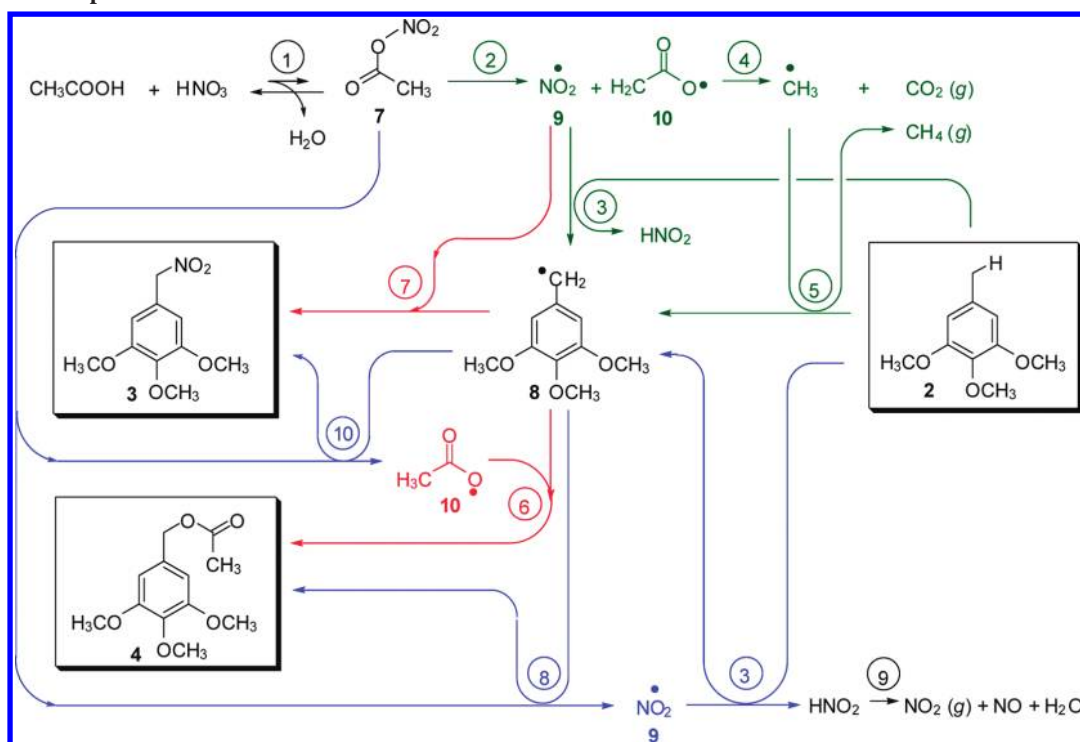 NO₂
O
① O ②  • O ④ •
CH₃COOH + HNO₃ CH₃ NO₂ + H₂C O• CH₃ + CO₂ (g)
7 9 10
H₂O CH₄ (g)
③
HNO₂
NO₂ ⑦ •CH₂ ⑤ H
H₃CO OCH₃ H₃CO OCH₃ H₃CO OCH₃
OCH₃ OCH₃ OCH₃
3 8 2
⑩ O
H₃C O•
10 ⑥
O O
CH₃
H₃CO OCH₃
OCH₃
4
⑧ • ③ ⑨
NO₂ HNO₂ NO₂ (g) + NO + H₂O
9